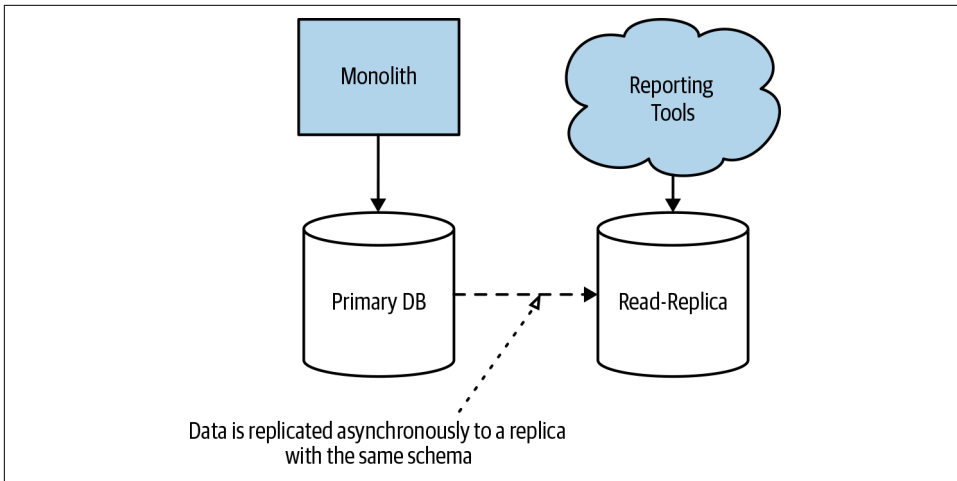 Monolith
Reporting
Tools
Primary DB
Read-Replica
Data is replicated asynchronously to a replica
with the same schema